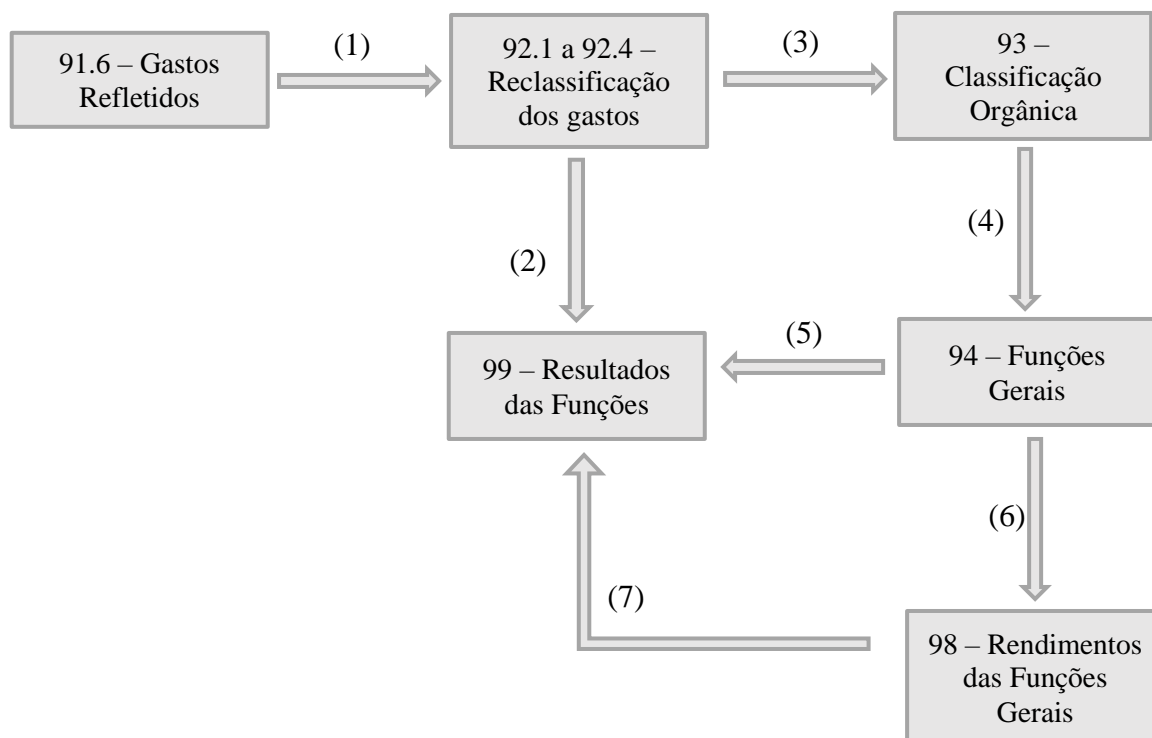 91.6 – Gastos
Refletidos
(1)
92.1 a 92.4 –
Reclassificação
dos gastos
(3)
93 –
Classificação
Orgânica
(2)
(4)
99 – Resultados
das Funções
(5)
94 – Funções
Gerais
(6)
(7)
98 – Rendimentos
das Funções
Gerais